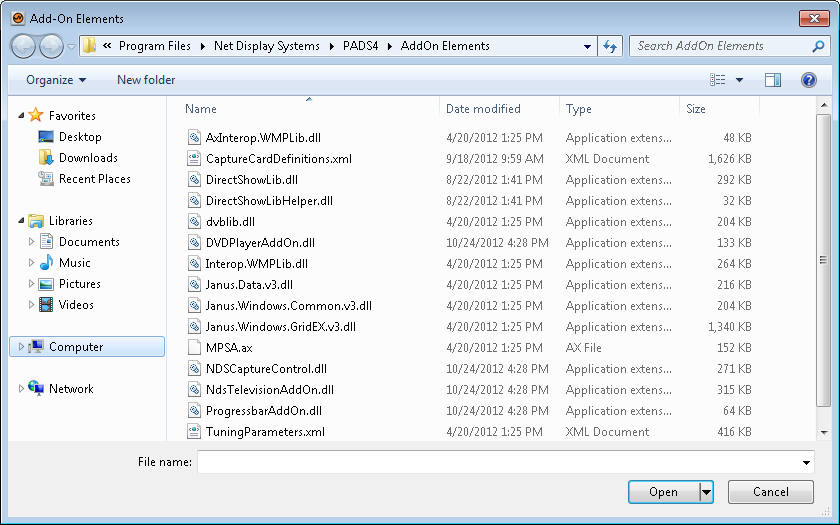 Add-On Elements
« Program Files Net Display Systems PADS4 AddOn Elements Search AddOn Elements
Organize New folder
Favorites
Desktop
Downloads
Recent Places
Libraries
Documents
Music
Pictures
Videos
Computer
Network
Name Date modified Type Size
AxInterop.WMPLib.dll 4/20/2012 1:25 PM Application extens... 48 KB
CaptureCardDefinitions.xml 9/18/2012 9:59 AM XML Document 1,626 KB
DirectShowLib.dll 8/22/2012 1:41 PM Application extens... 292 KB
DirectShowLibHelper.dll 8/22/2012 1:41 PM Application extens... 32 KB
dvblib.dll 4/20/2012 1:25 PM Application extens... 204 KB
DVDPlayerAddOn.dll 10/24/2012 4:28 PM Application extens... 133 KB
Interop.WMPLib.dll 4/20/2012 1:25 PM Application extens... 264 KB
Janus.Data.v3.dll 4/20/2012 1:25 PM Application extens... 216 KB
Janus.Windows.Common.v3.dll 4/20/2012 1:25 PM Application extens... 204 KB
Janus.Windows.GridEX.v3.dll 4/20/2012 1:25 PM Application extens... 1,340 KB
MPSA.ax 4/20/2012 1:25 PM AX File 152 KB
NDSCaptureControl.dll 10/24/2012 4:28 PM Application extens... 271 KB
NdsTelevisionAddOn.dll 10/24/2012 4:28 PM Application extens... 315 KB
ProgressbarAddOn.dll 10/24/2012 4:28 PM Application extens... 64 KB
TuningParameters.xml 4/20/2012 1:25 PM XML Document 416 KB
File name:
Open Cancel